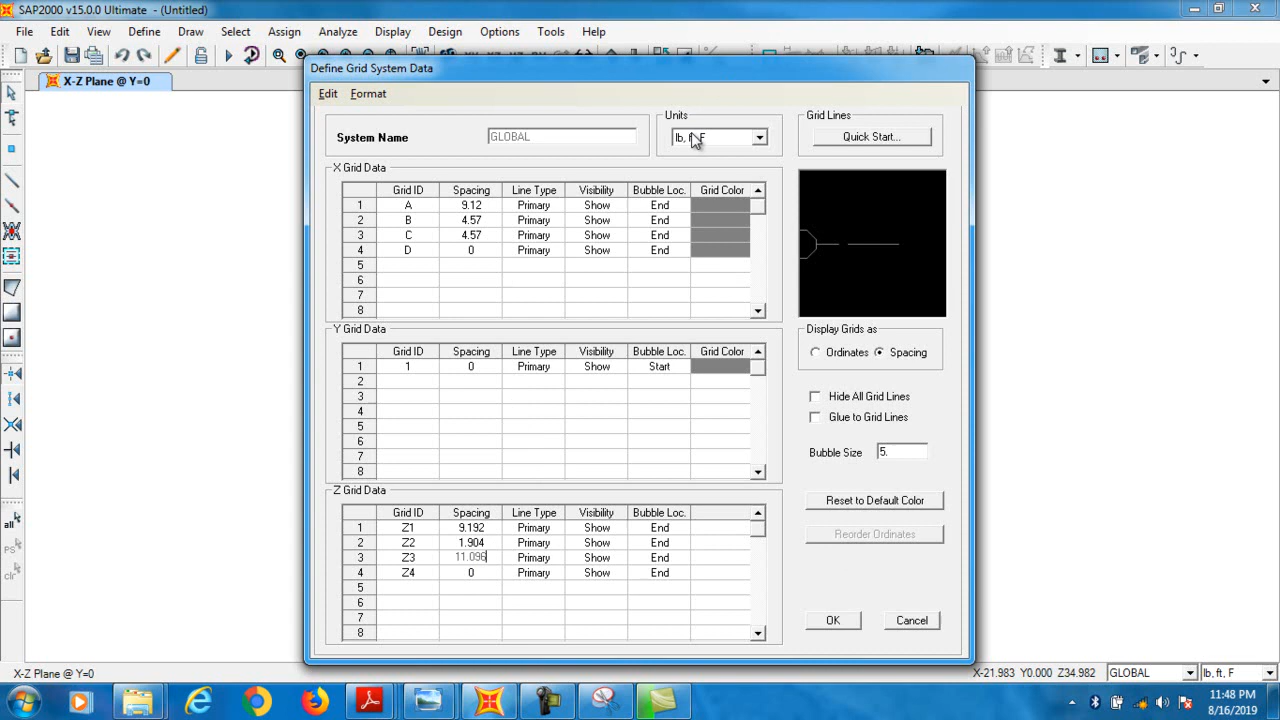 SAP2000 v15.0.0 Ultimate - (Untitled)
File Edit View Define Draw Select Assign Analyze Display Design Options Tools Help
X-Z Plane @ Y=0
Define Grid System Data
Edit Format
System Name GLOBAL
Units
lb, ft, F
Grid Lines
Quick Start...
X Grid Data
Grid ID Spacing Line Type Visibility Bubble Loc. Grid Color
1 A 9.12 Primary Show End
2 B 4.57 Primary Show End
3 C 4.57 Primary Show End
4 D 0 Primary Show End
5
6
7
8
Y Grid Data
Grid ID Spacing Line Type Visibility Bubble Loc. Grid Color
1 1 0 Primary Show Start
2
3
4
5
6
7
8
Z Grid Data
Grid ID Spacing Line Type Visibility Bubble Loc.
1 Z1 9.192 Primary Show End
2 Z2 1.904 Primary Show End
3 Z3 11.096 Primary Show End
4 Z4 0 Primary Show End
5
6
7
8
Display Grids as
Ordinates Spacing
Hide All Grid Lines
Glue to Grid Lines
Bubble Size 5.
Reset to Default Color
Reorder Ordinates
OK Cancel
all
PS
clr
X-Z Plane @ Y=0
X-21.983 Y0.000 Z34.982
GLOBAL
lb, ft, F
11:48 PM
8/16/2019